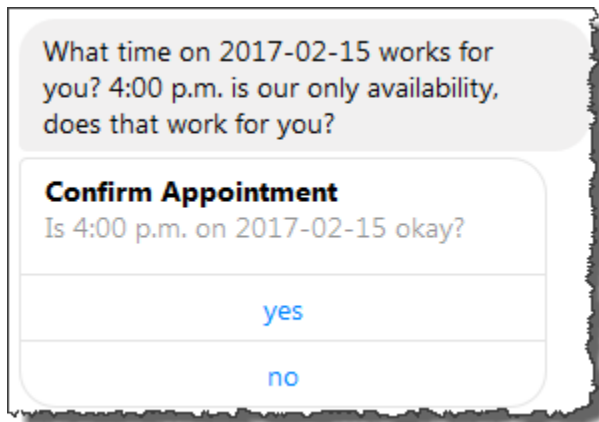 What time on 2017-02-15 works for
you? 4:00 p.m. is our only availability,
does that work for you?
Confirm Appointment
Is 4:00 p.m. on 2017-02-15 okay?
yes
no